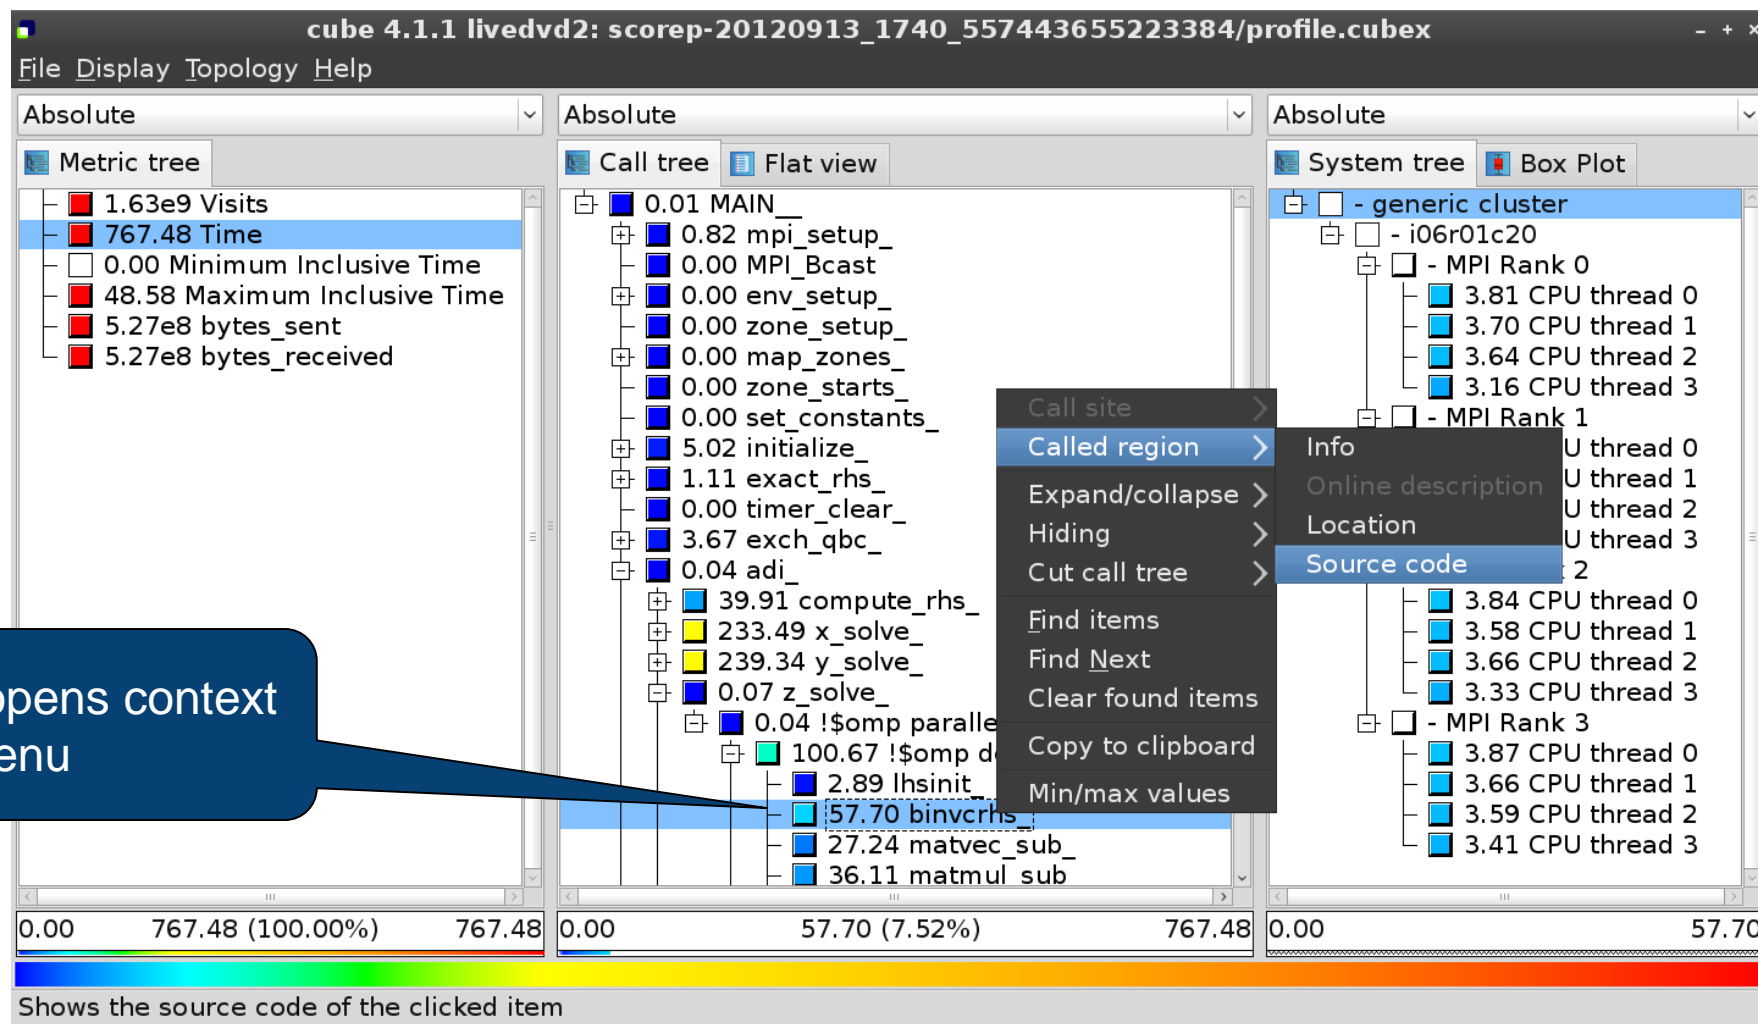 cube 4.1.1 livedvd2: scorep-20120913_1740_557443655223384/profile.cubex
File Display Topology Help
Absolute
Absolute
Absolute
Metric tree
Call tree
Flat view
System tree
Box Plot
1.63e9 Visits
767.48 Time
0.00 Minimum Inclusive Time
48.58 Maximum Inclusive Time
5.27e8 bytes_sent
5.27e8 bytes_received
0.01 MAIN__
0.82 mpi_setup_
0.00 MPI_Bcast
0.00 env_setup_
0.00 zone_setup_
0.00 map_zones_
0.00 zone_starts_
0.00 set_constants_
5.02 initialize_
1.11 exact_rhs_
0.00 timer_clear_
3.67 exch_qbc_
0.04 adi_
39.91 compute_rhs_
233.49 x_solve_
239.34 y_solve_
0.07 z_solve_
0.04 !$omp paralle
100.67 !$omp d
2.89 lhsinit_
57.70 binvcrhs_
27.24 matvec_sub_
36.11 matmul_sub
Call site
Called region
Expand/collapse
Hiding
Cut call tree
Find items
Find Next
Clear found items
Copy to clipboard
Min/max values
Info
Online description
Location
Source code
- generic cluster
- i06r01c20
- MPI Rank 0
3.81 CPU thread 0
3.70 CPU thread 1
3.64 CPU thread 2
3.16 CPU thread 3
- MPI Rank 1
U thread 0
U thread 1
U thread 2
U thread 3
2
3.84 CPU thread 0
3.58 CPU thread 1
3.66 CPU thread 2
3.33 CPU thread 3
- MPI Rank 3
3.87 CPU thread 0
3.66 CPU thread 1
3.59 CPU thread 2
3.41 CPU thread 3
opens context
enu
0.00 767.48 (100.00%) 767.48
0.00 57.70 (7.52%) 767.48
0.00 57.70
Shows the source code of the clicked item